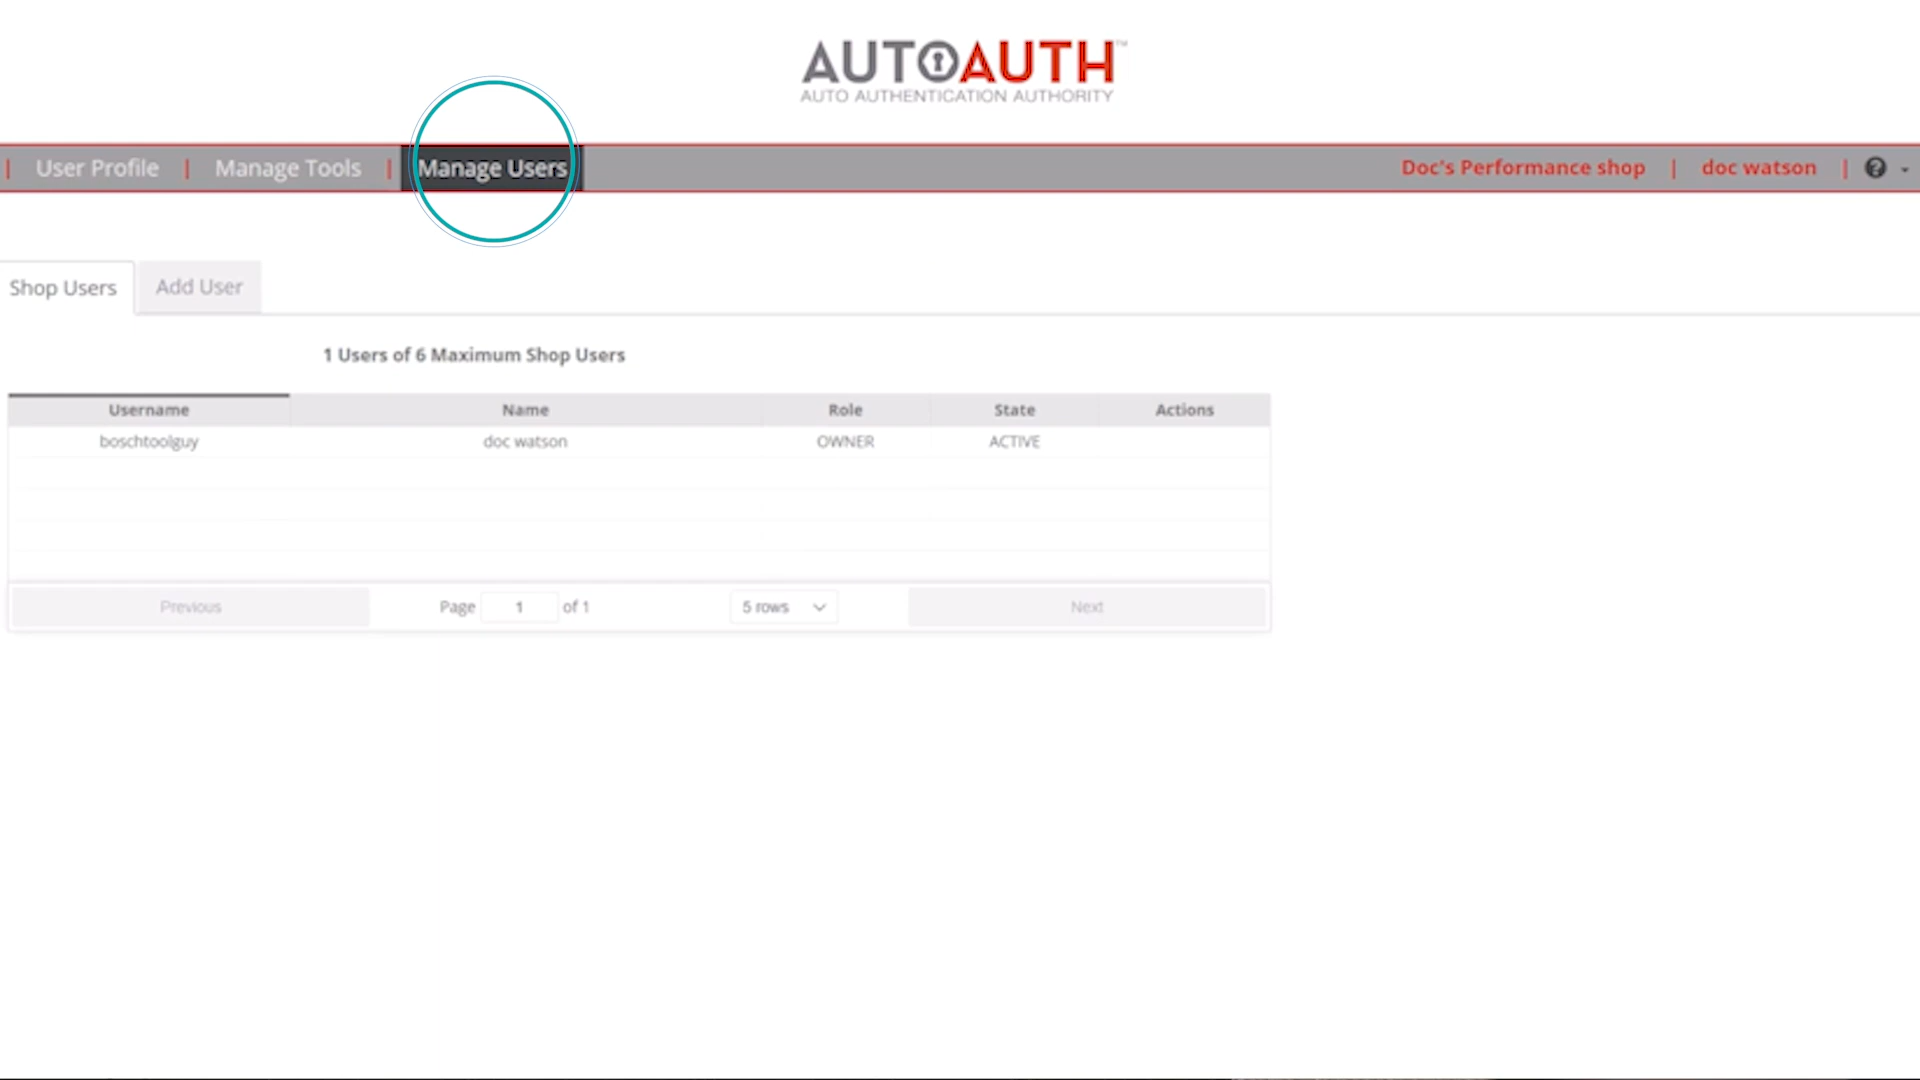 AUTOAUTH™
AUTO AUTHENTICATION AUTHORITY
| User Profile | Manage Tools | Manage Users Doc's Performance shop | doc watson | ?
Shop Users Add User
1 Users of 6 Maximum Shop Users
Username Name Role State Actions
boschtoolguy doc watson OWNER ACTIVE
Previous Page 1 of 1 5 rows Next